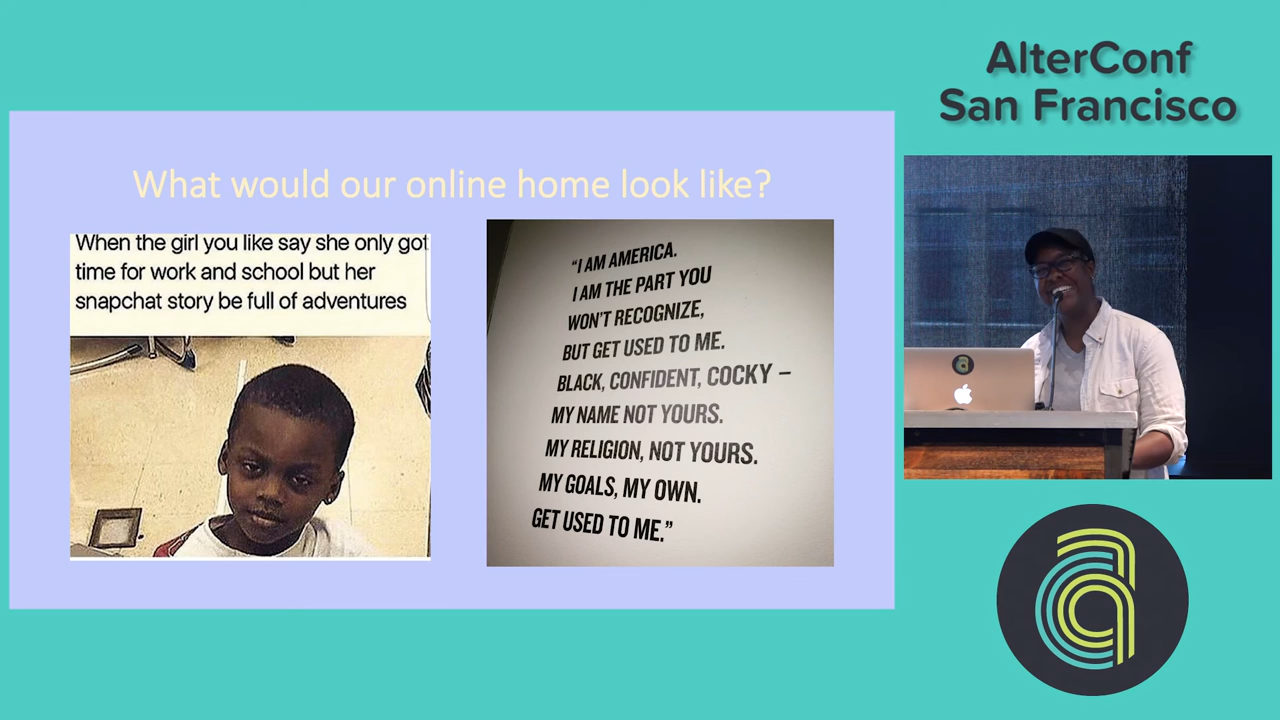 AlterConf
San Francisco
What would our online home look like?
When the girl you like say she only got
time for work and school but her
snapchat story be full of adventures
“I AM AMERICA.
I AM THE PART YOU
WON'T RECOGNIZE,
BUT GET USED TO ME.
BLACK, CONFIDENT, COCKY –
MY NAME NOT YOURS.
MY RELIGION, NOT YOURS.
MY GOALS, MY OWN.
GET USED TO ME.”